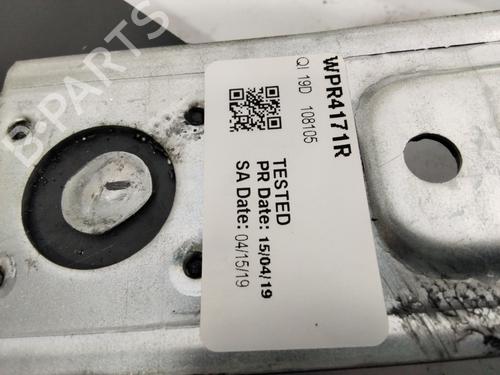 WPR4171R
QI 19D 108105
TESTED
PR Date: 15/04/19
SA Date: 04/15/19
B-PARTS